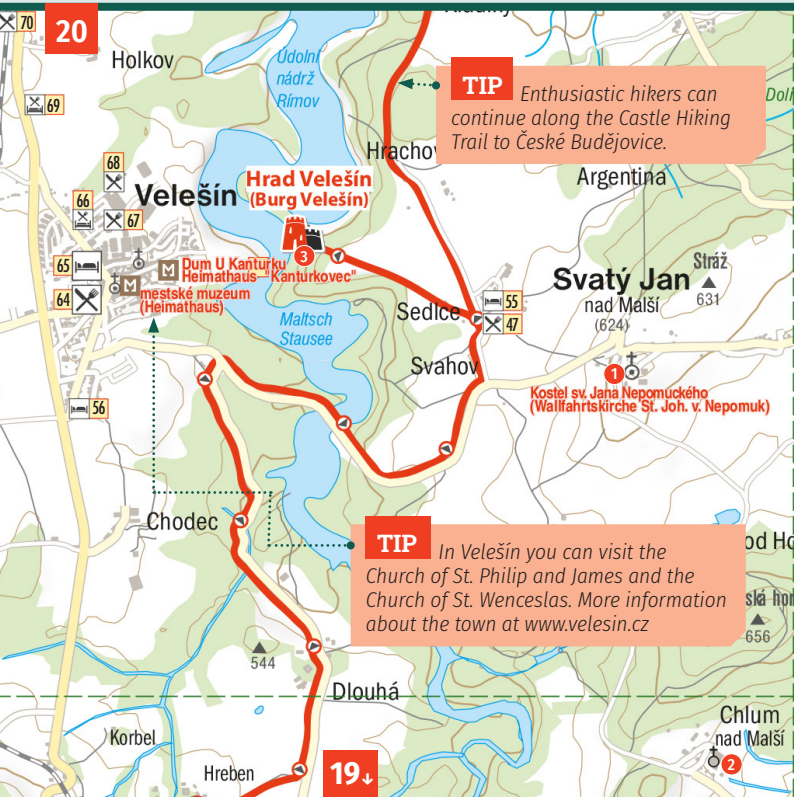 70
20
Holkov
Údolní
nádrž
Rímov
TIP Enthusiastic hikers can
continue along the Castle Hiking
Trail to České Budějovice.
69
68
Argentina
Hrad Velešín
(Burg Velešín)
Velešín
66
67
3
Stráž
631
65
M Dum U Kanturku
Heimathaus-"Kanturkovec"
64
M mestské muzeum
(Heimathaus)
Svatý Jan
nad Malší
(624)
Sedlce
55
47
Maltsch
Stausee
Svahov
1
Kostel sv. Jana Nepomuckého
(Wallfahrtskirche St. Joh. v. Nepomuk)
56
Chodec
TIP In Velešín you can visit the
Church of St. Philip and James and the
Church of St. Wenceslas. More information
about the town at www.velesin.cz
656
544
Dlouhá
Chlum
nad Malší
2
Korbel
Hreben
19↓